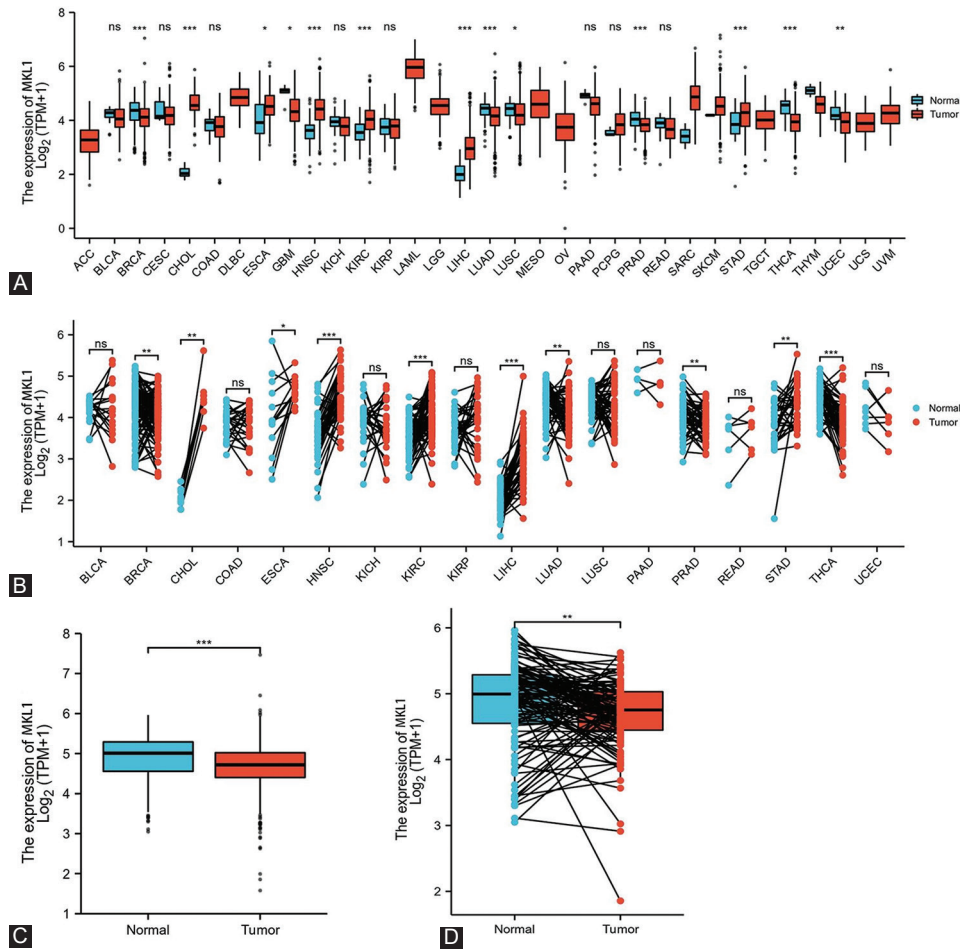 ns *** ns *** ns * * *** ns *** ns *** *** * ns ns *** ns *** *** **
The expression of MKL1
Log2 (TPM+1)
8
6
4
2
0
Normal
Tumor
ACC BLCA BRCA CESC CHOL COAD DLBC ESCA GBM HNSC KICH KIRC KIRP LAML LGG LIHC LUAD LUSC MESO OV PAAD PCPG PRAD READ SARC SKCM STAD TGCT THCA THYM UCEC UCS UVM
A
ns ** ** ns * *** ns *** ns *** ** ns ns ** ns ** *** ns
The expression of MKL1
Log2 (TPM+1)
6
5
4
3
2
1
Normal
Tumor
BLCA BRCA CHOL COAD ESCA HNSC KICH KIRC KIRP LIHC LUAD LUSC PAAD PRAD READ STAD THCA UCEC
B
***
The expression of MKL1
Log2 (TPM+1)
8
7
6
5
4
3
2
1
Normal Tumor
C
**
The expression of MKL1
Log2 (TPM+1)
6
5
4
3
2
Normal Tumor
D